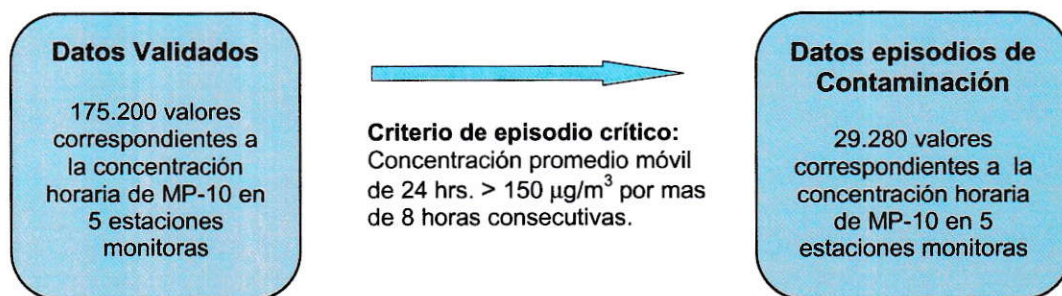 Datos Validados
175.200 valores
correspondientes a
la concentración
horaria de MP-10 en
5 estaciones
monitoras
Criterio de episodio crítico:
Concentración promedio móvil
de 24 hrs. > 150 μg/m³ por mas
de 8 horas consecutivas.
Datos episodios de
Contaminación
29.280 valores
correspondientes a la
concentración horaria
de MP-10 en 5
estaciones monitoras